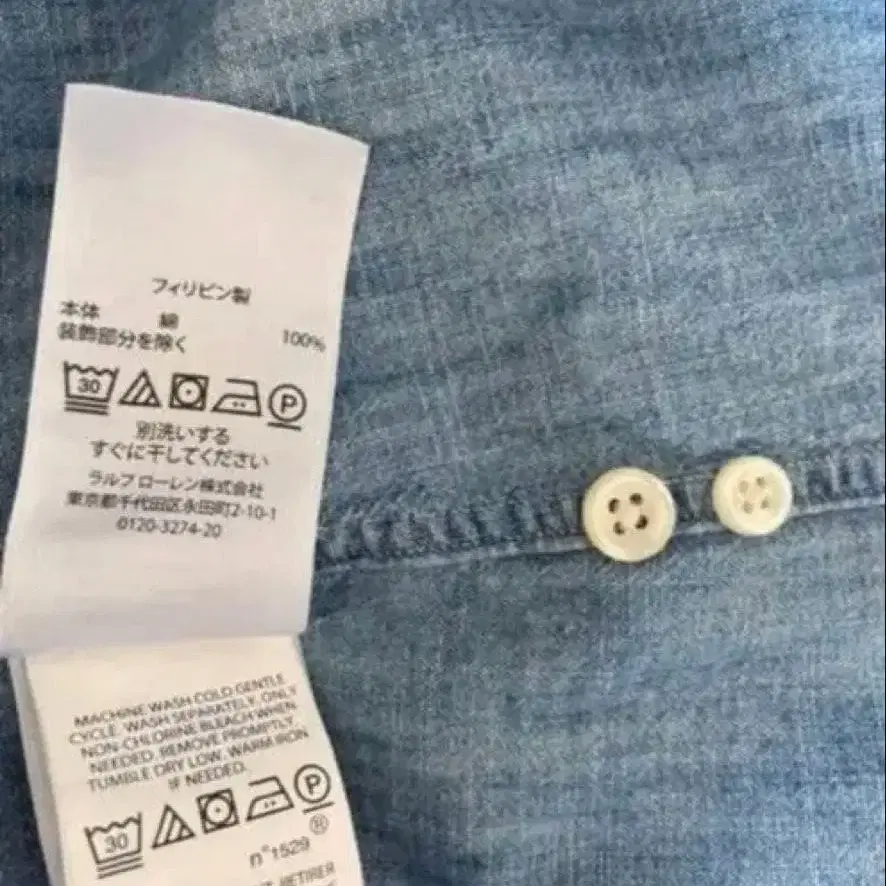 フィリピン製
本体 綿 100%
装飾部分を除く
30 P
別洗いする
すぐに干してください
ラルフ ローレン株式会社
東京都千代田区永田町2-10-1
0120-3274-20
MACHINE WASH COLD GENTLE
CYCLE. WASH SEPARATELY. ONLY
NON-CHLORINE BLEACH WHEN
NEEDED. REMOVE PROMPTLY.
TUMBLE DRY LOW. WARM IRON
IF NEEDED.
30 P
®
n°1529
RETIRER